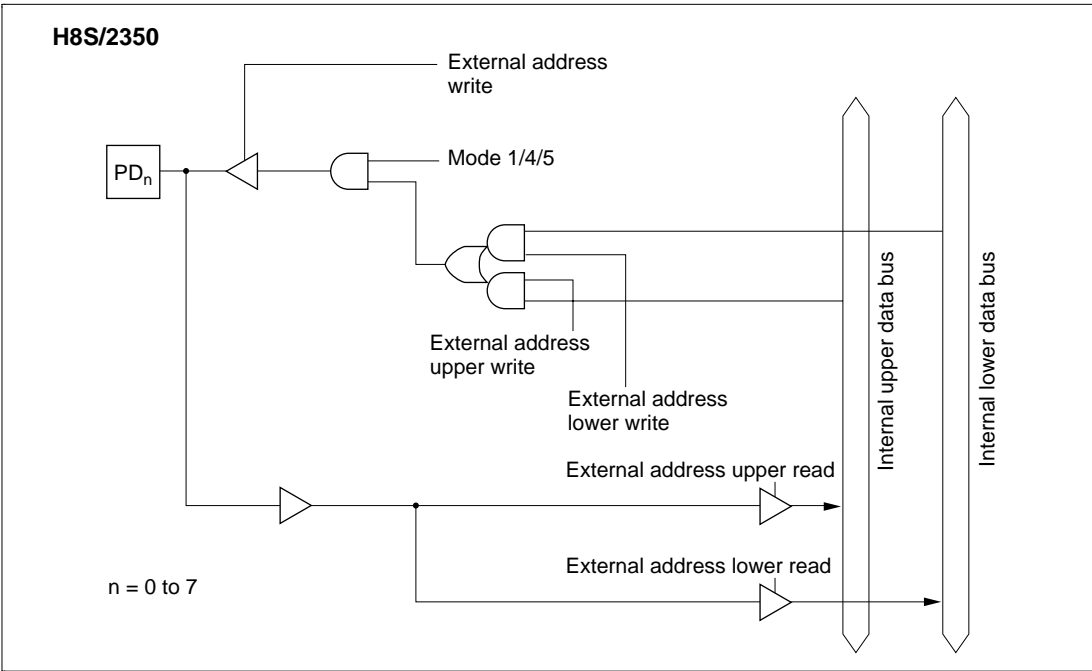 H8S/2350
External address
write
Mode 1/4/5
PDn
External address
upper write
External address
lower write
Internal upper data bus
Internal lower data bus
External address upper read
External address lower read
n = 0 to 7